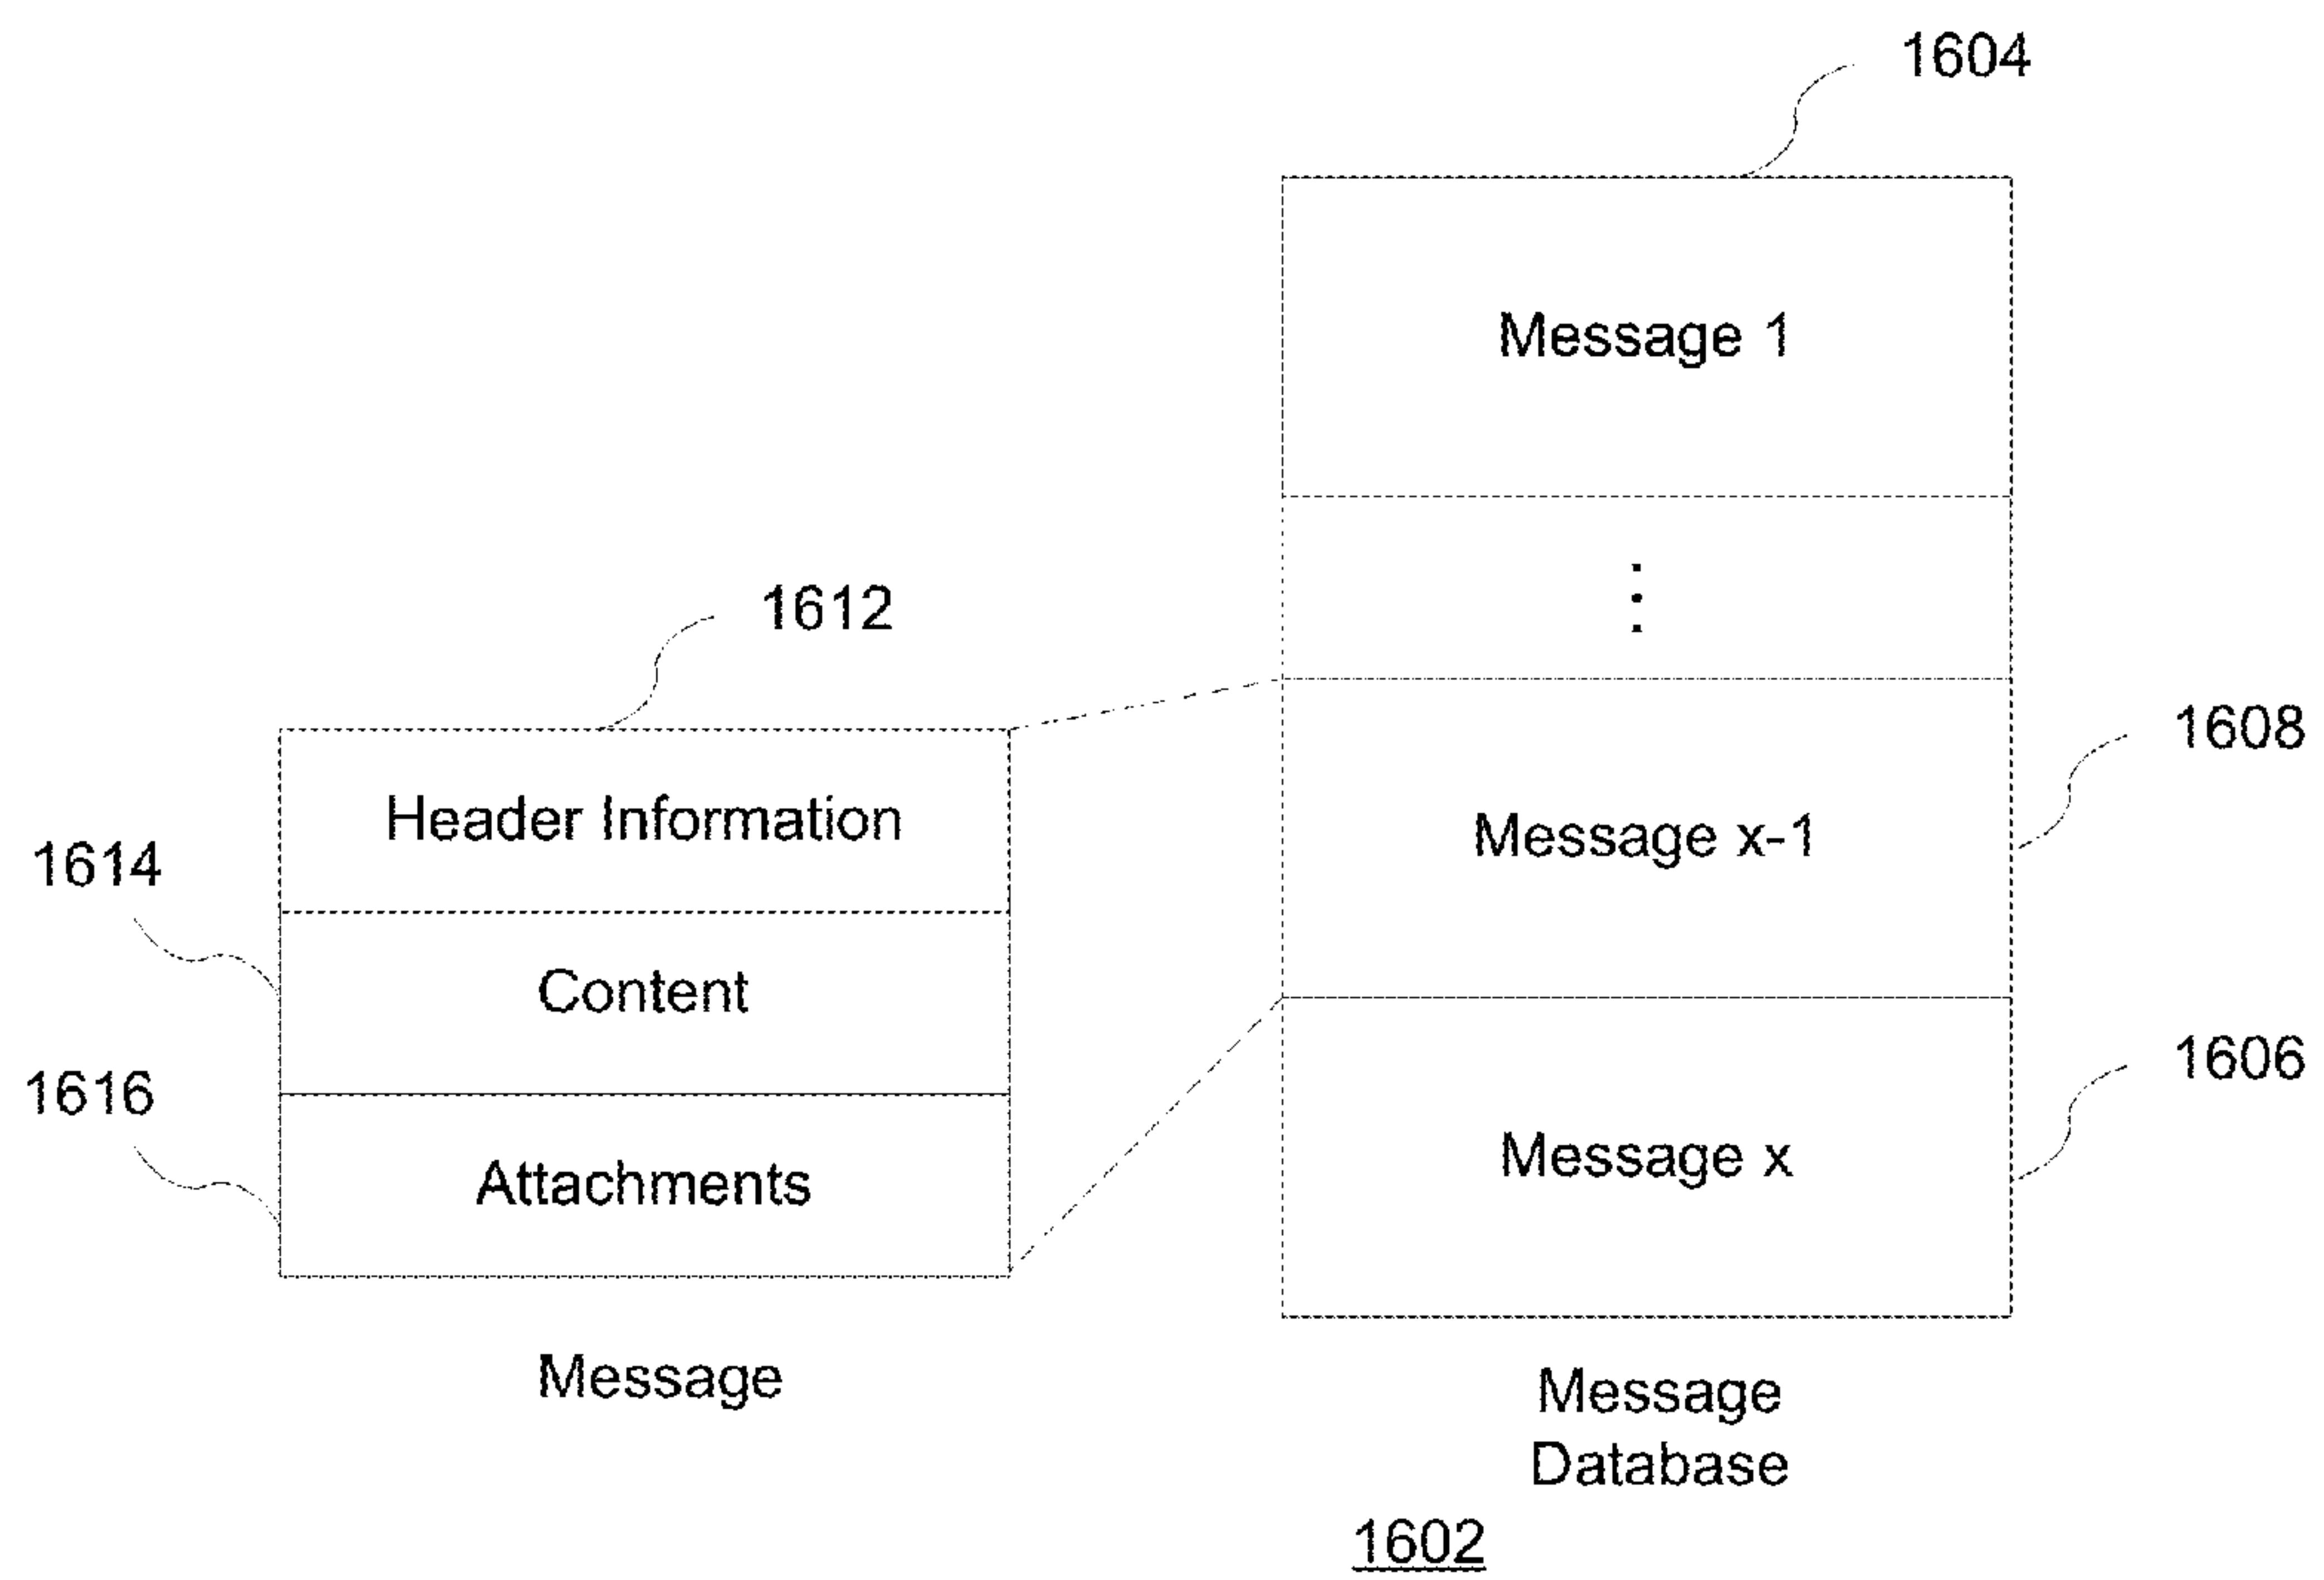 1604
Message 1
⋮
1612
1608
Header Information
Message x-1
1614
Content
1606
1616
Message x
Attachments
Message
Message
Database
1602